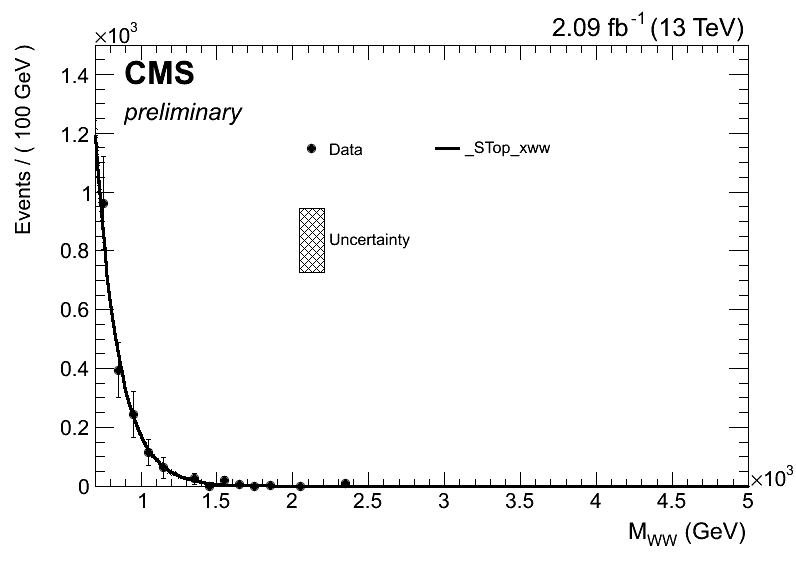 2.09 fb⁻¹ (13 TeV)
×10³
CMS
preliminary
Events / ( 100 GeV )
Data
_STop_xww
Uncertainty
1.4
1.2
1
0.8
0.6
0.4
0.2
0
1 1.5 2 2.5 3 3.5 4 4.5 5
×10³
M_WW (GeV)